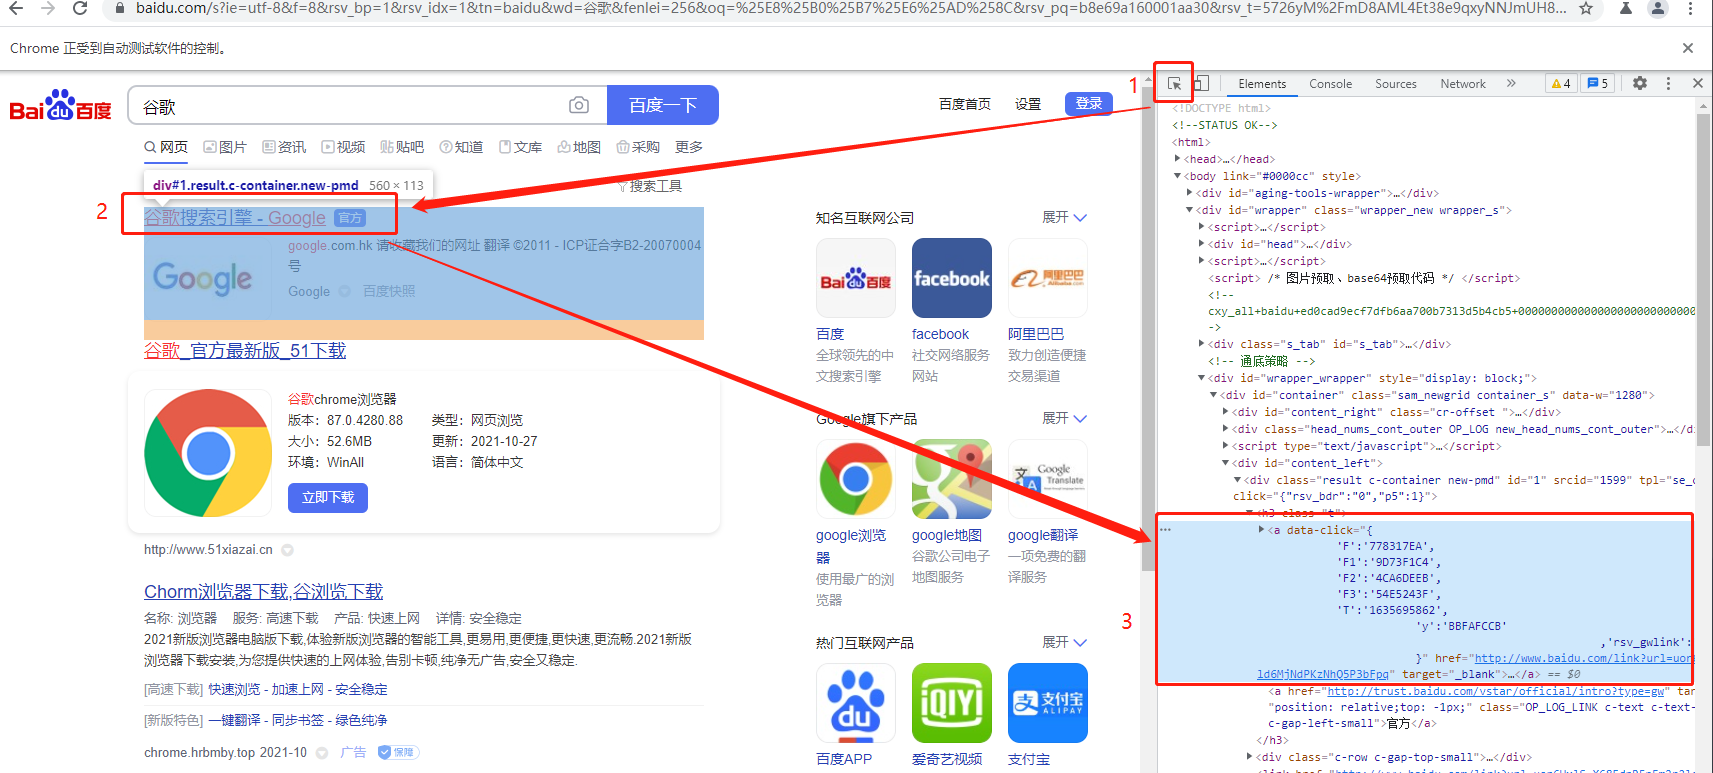 baidu.com/s?ie=utf-8&f=8&rsv_bp=1&rsv_idx=1&tn=baidu&wd=谷歌&fenlei=256&oq=%25E8%25B0%25B7%25E6%25AD%258C&rsv_pq=b8e69a160001aa30&rsv_t=5726yM%2FmD8AML4Et38e9qxyNNJmUH8...
Chrome 正受到自动测试软件的控制。
Bai du 百度
谷歌
百度一下
百度首页 设置 登录
网页 图片 资讯 视频 贴吧 知道 文库 地图 采购 更多
div#1.result.c-container.new-pmd 560 × 113
搜索工具
1
2
3
谷歌搜索引擎 - Google 官方
google.com.hk 请收藏我们的网址 翻译 ©2011 - ICP证合字B2-20070004
号
Google
Google 百度快照
谷歌_官方最新版_51下载
谷歌chrome浏览器
版本: 87.0.4280.88 类型: 网页浏览
大小: 52.6MB 更新: 2021-10-27
环境: WinAll 语言: 简体中文
立即下载
http://www.51xiazai.cn
Chorm浏览器下载,谷浏览下载
名称: 浏览器 服务: 高速下载 产品: 快速上网 详情: 安全稳定
2021新版浏览器电脑版下载,体验新版浏览器的智能工具,更易用,更便捷,更快速,更流畅.2021新版
浏览器下载安装,为您提供快速的上网体验,告别卡顿,纯净无广告,安全又稳定.
[高速下载] 快速浏览 - 加速上网 - 安全稳定
[新版特色] 一键翻译 - 同步书签 - 绿色纯净
chrome.hrbmby.top 2021-10 广告 保障
知名互联网公司 展开
Bai du 百度
facebook
阿里巴巴
Alibaba.com
百度 facebook 阿里巴巴
全球领先的中 社交网络服务 致力创造便捷
文搜索引擎 网站 交易渠道
Google旗下产品 展开
Google
Translate
google浏览 google地图 google翻译
器 谷歌公司电子 一项免费的翻
使用最广的浏 地图服务 译服务
览器
热门互联网产品 展开
du
iQIYI
支付宝
ALIPAY
百度APP 爱奇艺视频 支付宝
Elements Console Sources Network » 4 5
<!DOCTYPE html>
<!--STATUS OK-->
<html>
<head>…</head>
<body link="#0000cc" style>
<div id="aging-tools-wrapper">…</div>
<div id="wrapper" class="wrapper_new wrapper_s">
<script>…</script>
<div id="head">…</div>
<script>…</script>
<script> /* 图片预取、base64预取代码 */ </script>
<!--
cxy_all+baidu+ed0cad9ecf7dfb6aa700b7313d5b4cb5+0000000000000000000000000
->
<div class="s_tab" id="s_tab">…</div>
<!-- 通底策略 -->
<div id="wrapper_wrapper" style="display: block;">
<div id="container" class="sam_newgrid container_s" data-w="1280">
<div id="content_right" class="cr-offset ">…</div>
<div class="head_nums_cont_outer OP_LOG new_head_nums_cont_outer">…</di
<script type="text/javascript">…</script>
<div id="content_left">
<div class="result c-container new-pmd" id="1" srcid="1599" tpl="se_c
click="{"rsv_bdr":"0","p5":1}">
<h3 class="t">
<a data-click="{
'F':'778317EA',
'F1':'9D73F1C4',
'F2':'4CA6DEEB',
'F3':'54E5243F',
'T':'1635695862',
'y':'BBFAFCCB'
,'rsv_gwlink':
}" href="http://www.baidu.com/link?url=uor
ld6MjNdPKzNhQ5P3bFpq" target="_blank">…</a> == $0
<a href="http://trust.baidu.com/vstar/official/intro?type=gw" tar
"position: relative;top: -1px;" class="OP_LOG_LINK c-text c-text-
c-gap-left-small">官方</a>
</h3>
<div class="c-row c-gap-top-small">…</div>